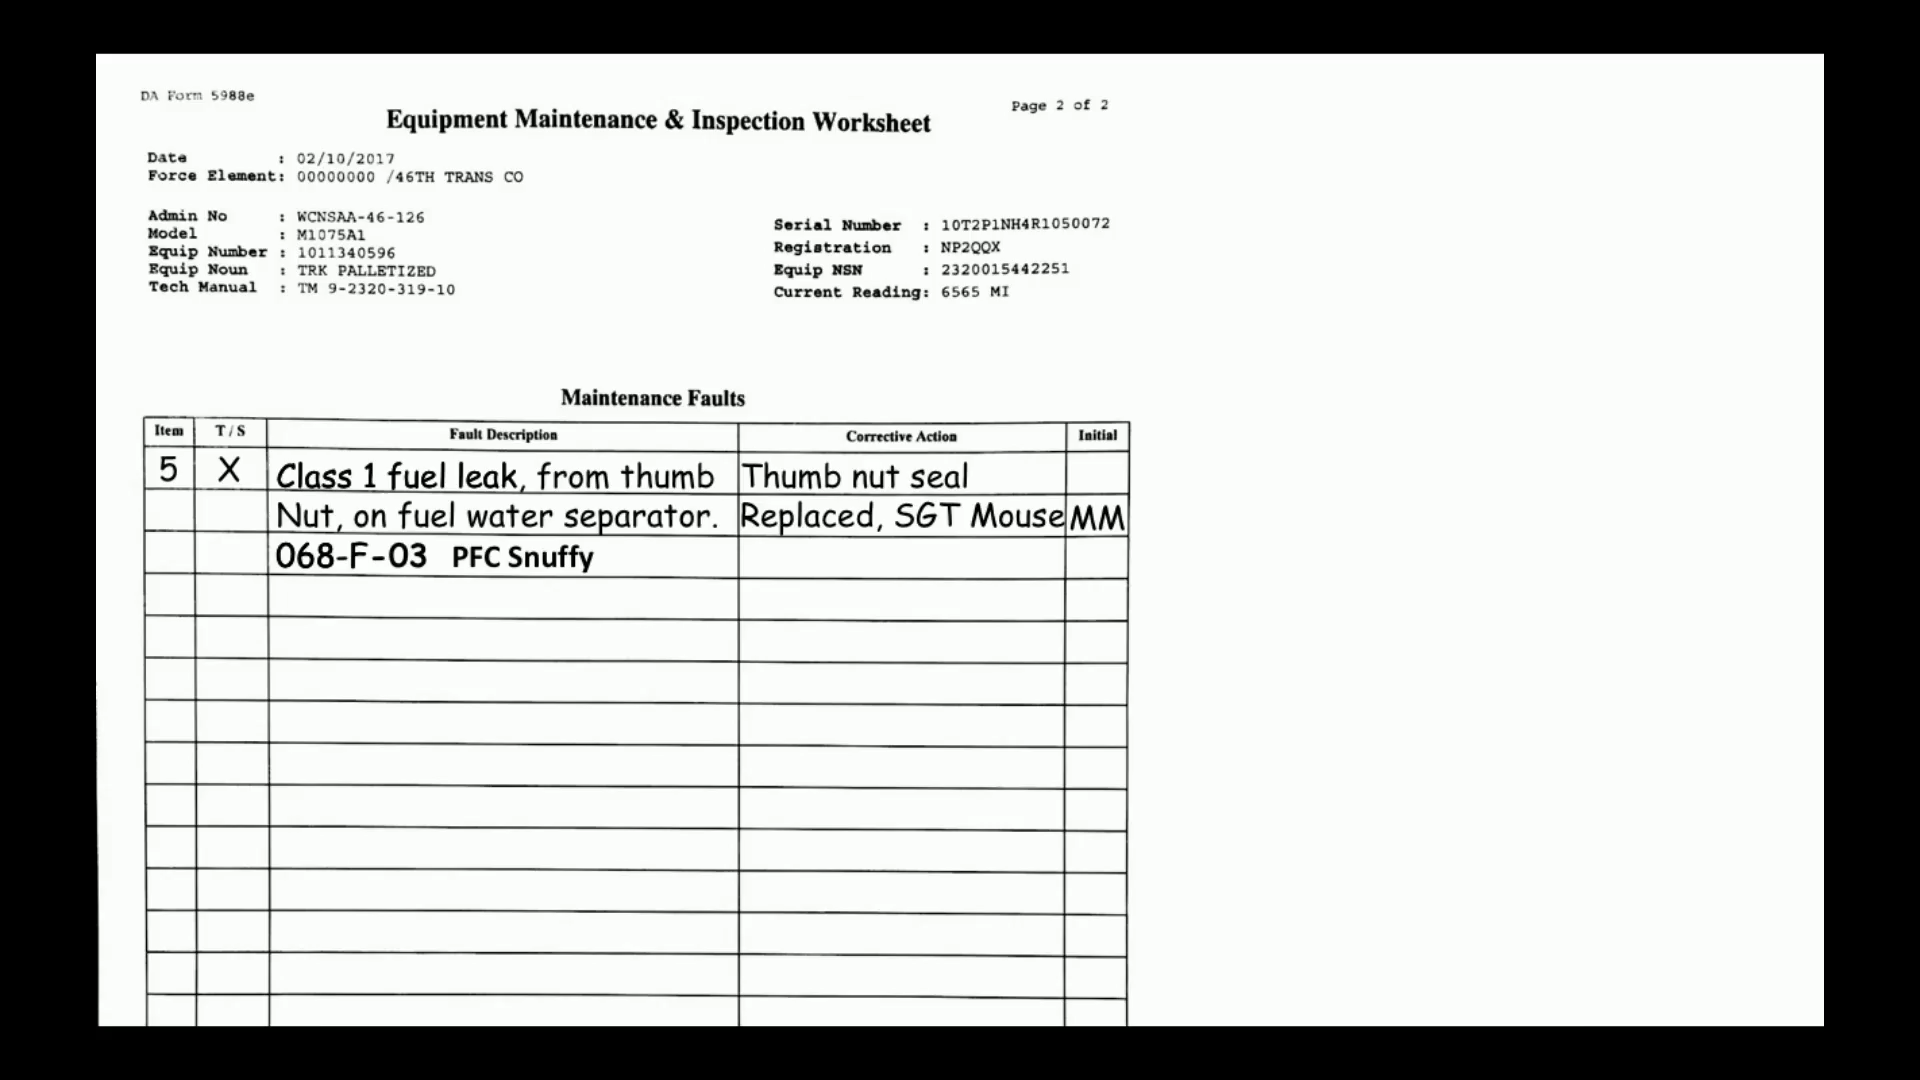 DA Form 5988e
Page 2 of 2
Equipment Maintenance & Inspection Worksheet
Date : 02/10/2017
Force Element: 00000000 /46TH TRANS CO
Admin No : WCNSAA-46-126
Model : M1075A1
Equip Number : 1011340596
Equip Noun : TRK PALLETIZED
Tech Manual : TM 9-2320-319-10
Serial Number : 10T2P1NH4R1050072
Registration : NP2QQX
Equip NSN : 2320015442251
Current Reading: 6565 MI
Maintenance Faults
Item T / S Fault Description Corrective Action Initial
5 X Class 1 fuel leak, from thumb Thumb nut seal
Nut, on fuel water separator. Replaced, SGT Mouse MM
068-F-03 PFC Snuffy